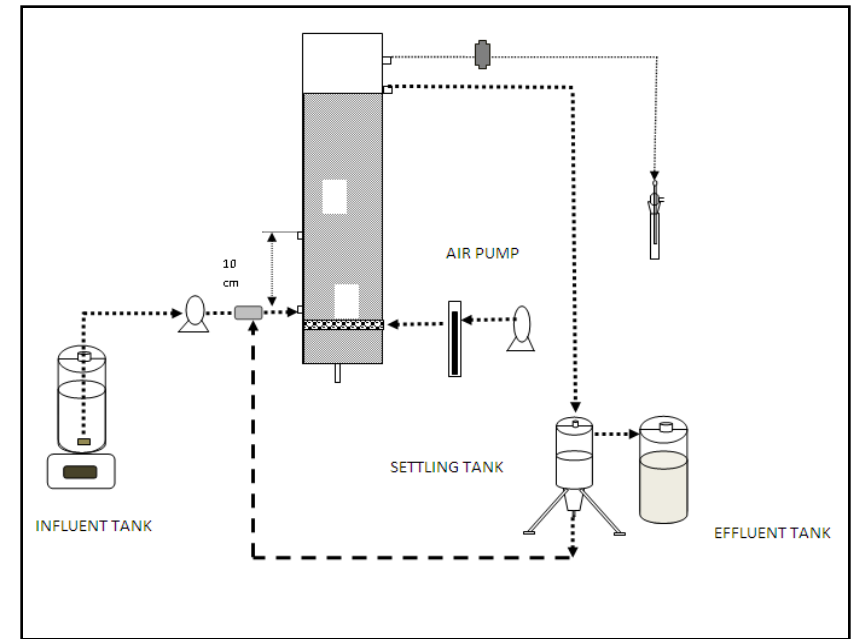 AIR PUMP
10
cm
SETTLING TANK
INFLUENT TANK
EFFLUENT TANK